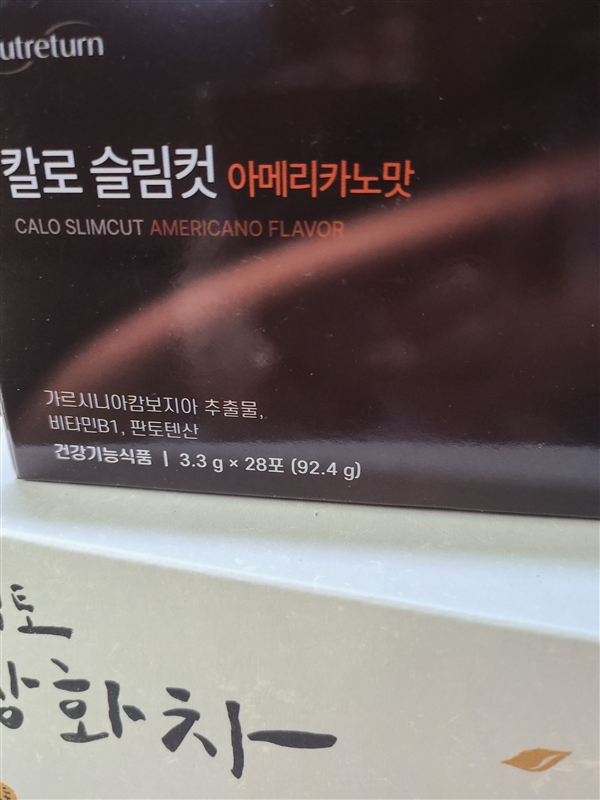 utreturn
칼로 슬림컷 아메리카노맛
CALO SLIMCUT AMERICANO FLAVOR
가르시니아캄보지아 추출물,
비타민B1, 판토텐산
건강기능식품 | 3.3 g × 28포 (92.4 g)
화차